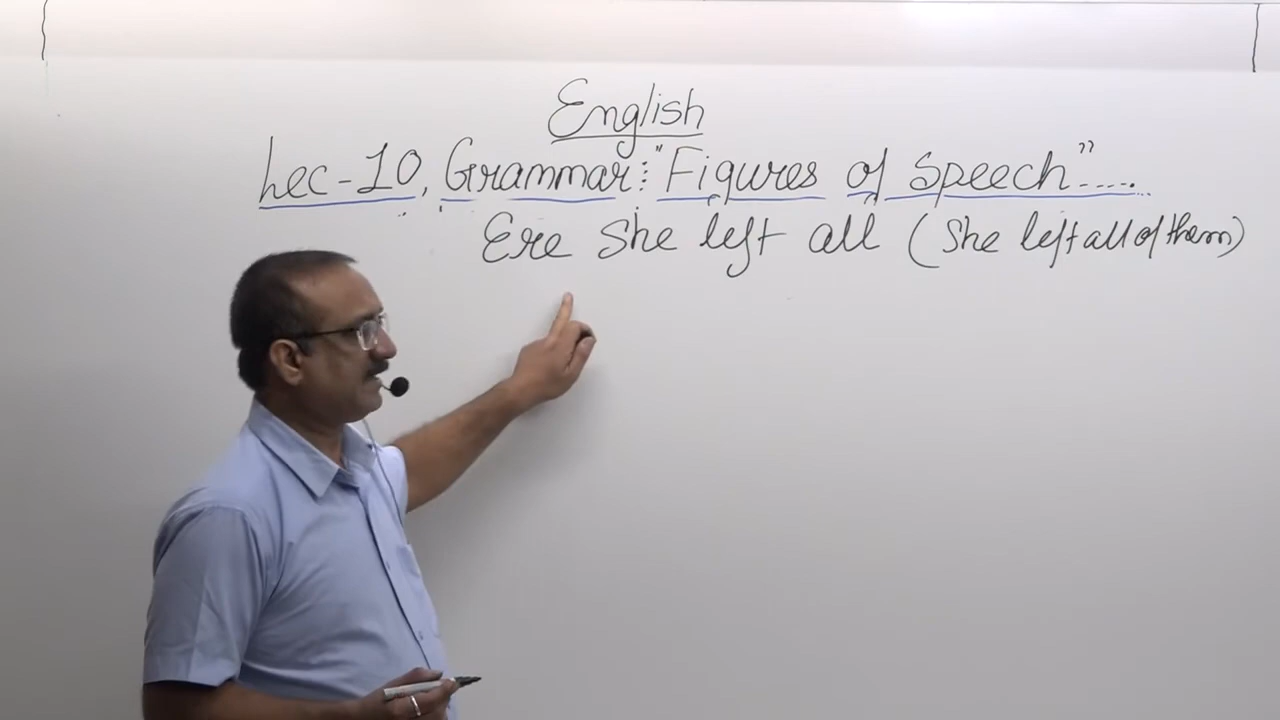 English
Lec-10, Grammar: "Figures of Speech"....
Ere she left all (She left all of them)